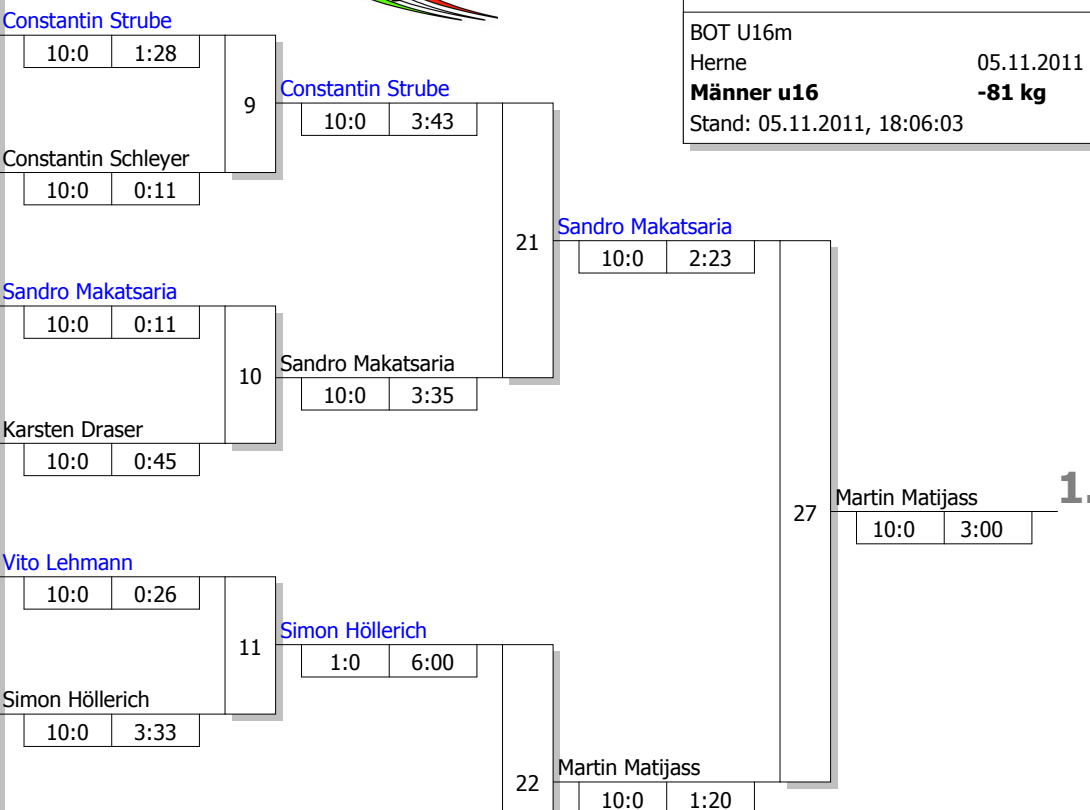 Constantin Strube
10:0 1:28
9
Constantin Strube
10:0 3:43
BOT U16m
Herne 05.11.2011
Männer u16 -81 kg
Stand: 05.11.2011, 18:06:03
Constantin Schleyer
10:0 0:11
21
Sandro Makatsaria
10:0 2:23
Sandro Makatsaria
10:0 0:11
10
Sandro Makatsaria
10:0 3:35
Karsten Draser
10:0 0:45
27
Martin Matijass
10:0 3:00
1.
Vito Lehmann
10:0 0:26
11
Simon Höllerich
1:0 6:00
Simon Höllerich
10:0 3:33
22
Martin Matijass
10:0 1:20